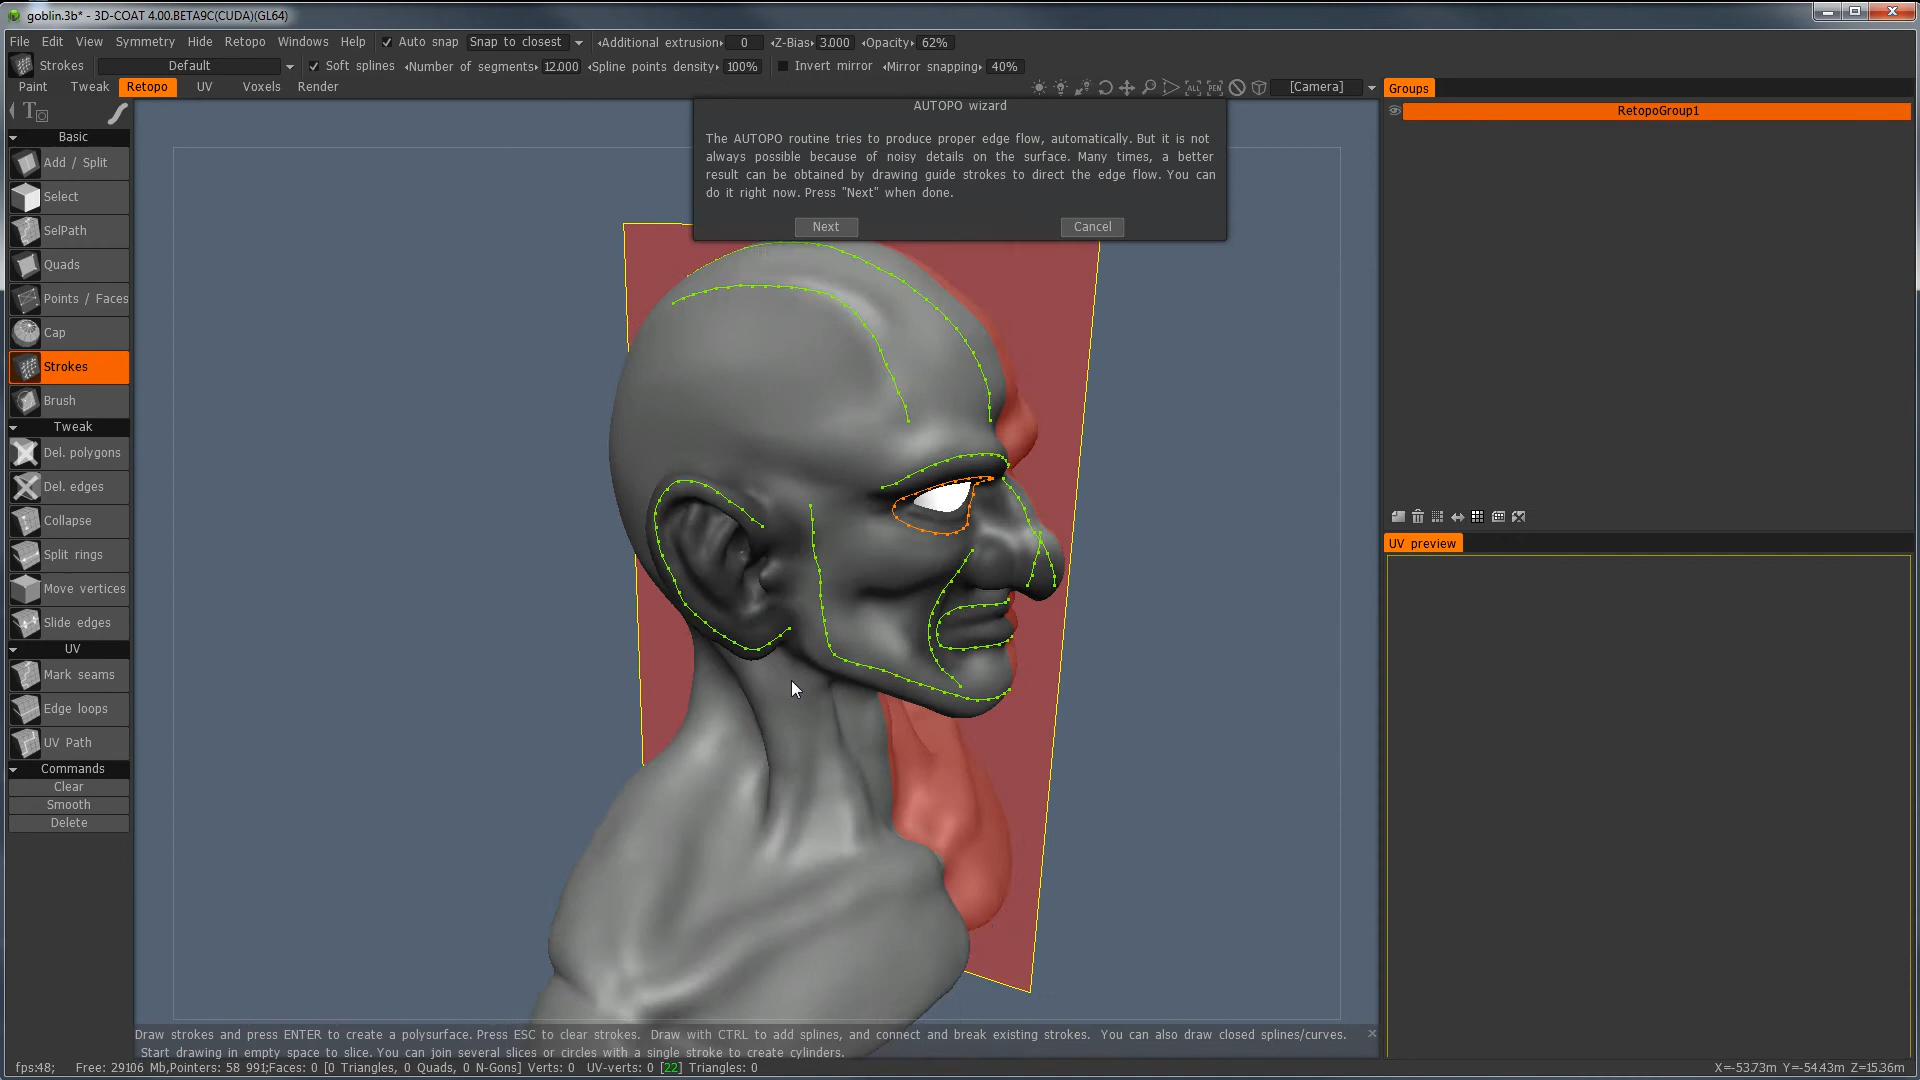 goblin.3b* - 3D-COAT 4.00.BETA9C(CUDA)(GL64)
File Edit View Symmetry Hide Retopo Windows Help Auto snap Snap to closest Additional extrusion 0 Z-Bias 3.000 Opacity 62%
Strokes Default Soft splines Number of segments 12.000 Spline points density 100% Invert mirror Mirror snapping 40%
Paint Tweak Retopo UV Voxels Render ALL PEN [Camera] Groups
RetopoGroup1
AUTOPO wizard
The AUTOPO routine tries to produce proper edge flow, automatically. But it is not
always possible because of noisy details on the surface. Many times, a better
result can be obtained by drawing guide strokes to direct the edge flow. You can
do it right now. Press "Next" when done.
Next Cancel
Basic
Add / Split
Select
SelPath
Quads
Points / Faces
Cap
Strokes
Brush
Tweak
Del. polygons
Del. edges
Collapse
Split rings
Move vertices
Slide edges
UV
Mark seams
Edge loops
UV Path
Commands
Clear
Smooth
Delete
UV preview
Draw strokes and press ENTER to create a polysurface. Press ESC to clear strokes. Draw with CTRL to add splines, and connect and break existing strokes. You can also draw closed splines/curves.
Start drawing in empty space to slice. You can join several slices or circles with a single stroke to create cylinders.
fps:48; Free: 29106 Mb,Pointers: 58 991;Faces: 0 [0 Triangles, 0 Quads, 0 N-Gons] Verts: 0 UV-verts: 0 [22] Triangles: 0
X=-53.73m Y=-54.43m Z=15.36m